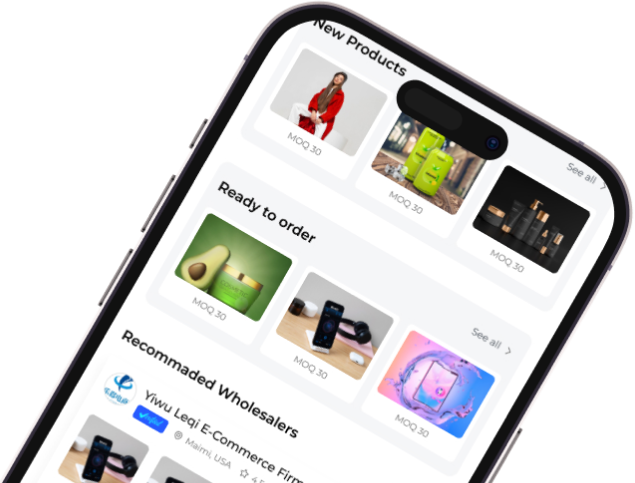 New Products
See all
MOQ 30
MOQ 30
MOQ 30
Ready to order
See all
MOQ 30
MOQ 30
MOQ 30
Recommaded Wholesalers
Yiwu Leqi E-Commerce Firm
Maimi, USA